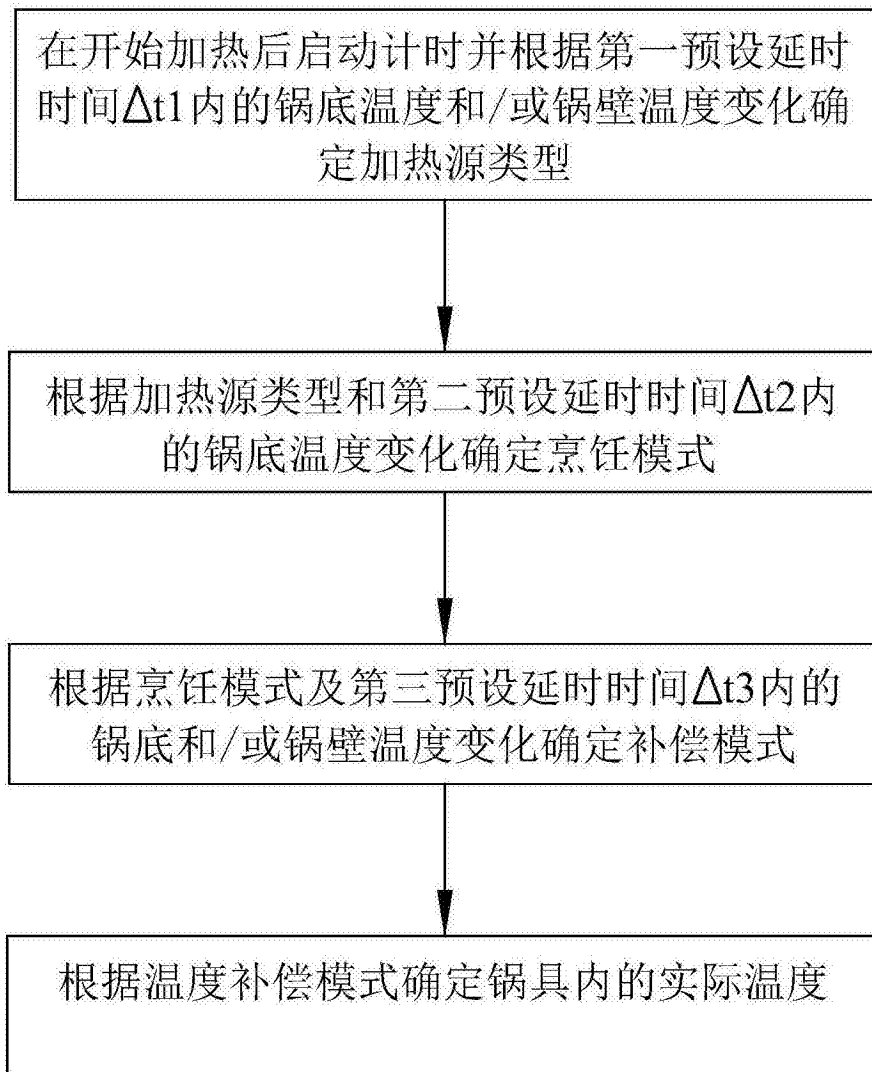 在开始加热后启动计时并根据第一预设延时
时间Δt1内的锅底温度和/或锅壁温度变化确
定加热源类型
根据加热源类型和第二预设延时时间Δt2内
的锅底温度变化确定烹饪模式
根据烹饪模式及第三预设延时时间Δt3内的
锅底和/或锅壁温度变化确定补偿模式
根据温度补偿模式确定锅具内的实际温度